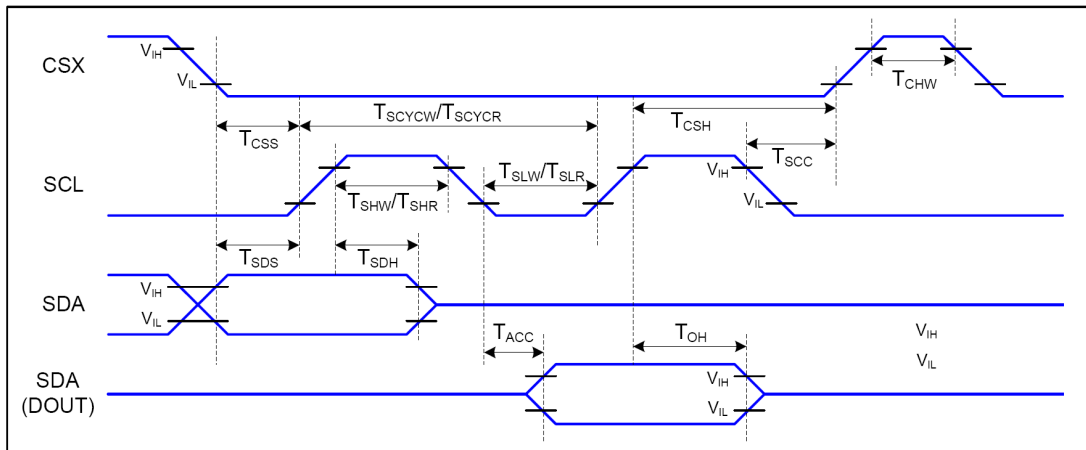 CSX
VIH
VIL
TCHW
TSCYCW/TSCYCR
TCSH
TCSS
TSCC
SCL
TSLW/TSLR
VIH
VIL
TSHW/TSHR
TSDS
TSDH
SDA
VIH
VIL
VIH
VIL
TACC
TOH
SDA
(DOUT)
VIH
VIL